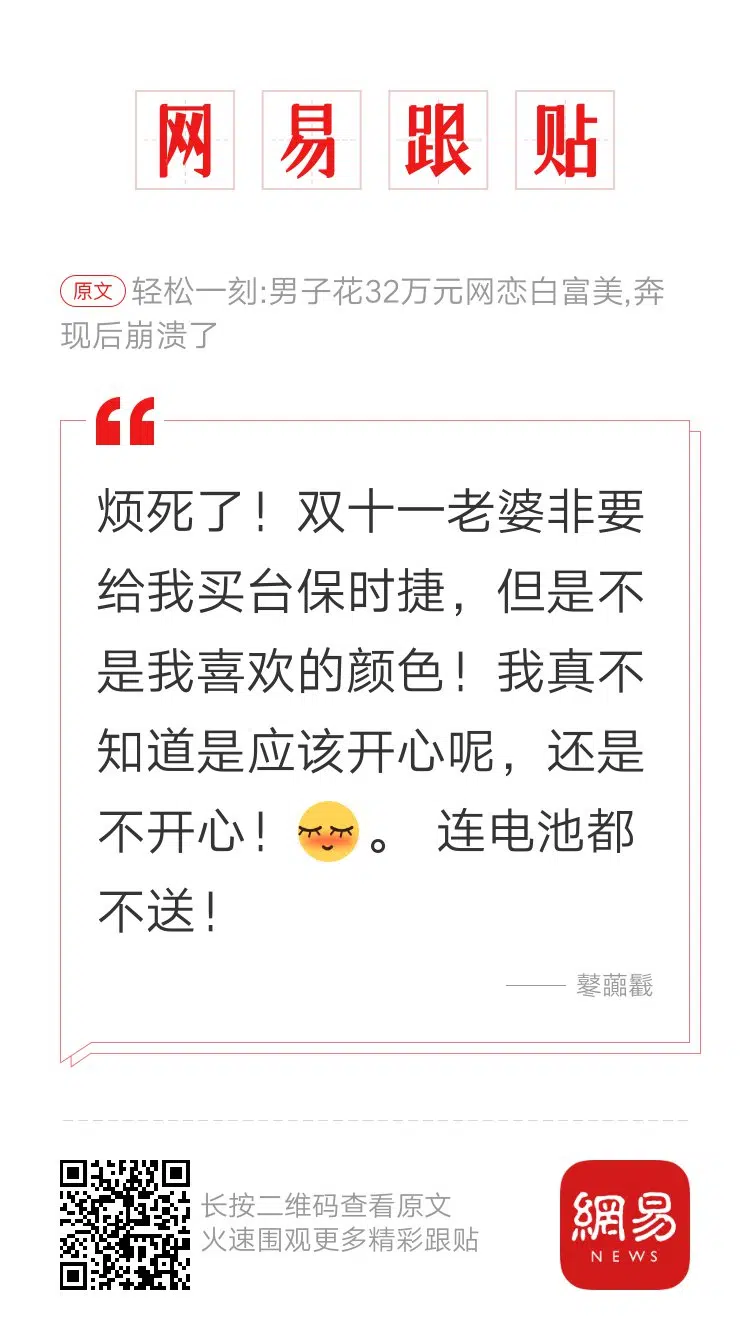 网易跟贴
原文 轻松一刻:男子花32万元网恋白富美,奔
现后崩溃了
烦死了！双十一老婆非要
给我买台保时捷，但是不
是我喜欢的颜色！我真不
知道是应该开心呢，还是
不开心！😌。 连电池都
不送！
長按二维码查看原文
火速围观更多精彩跟贴
網易
NEWS